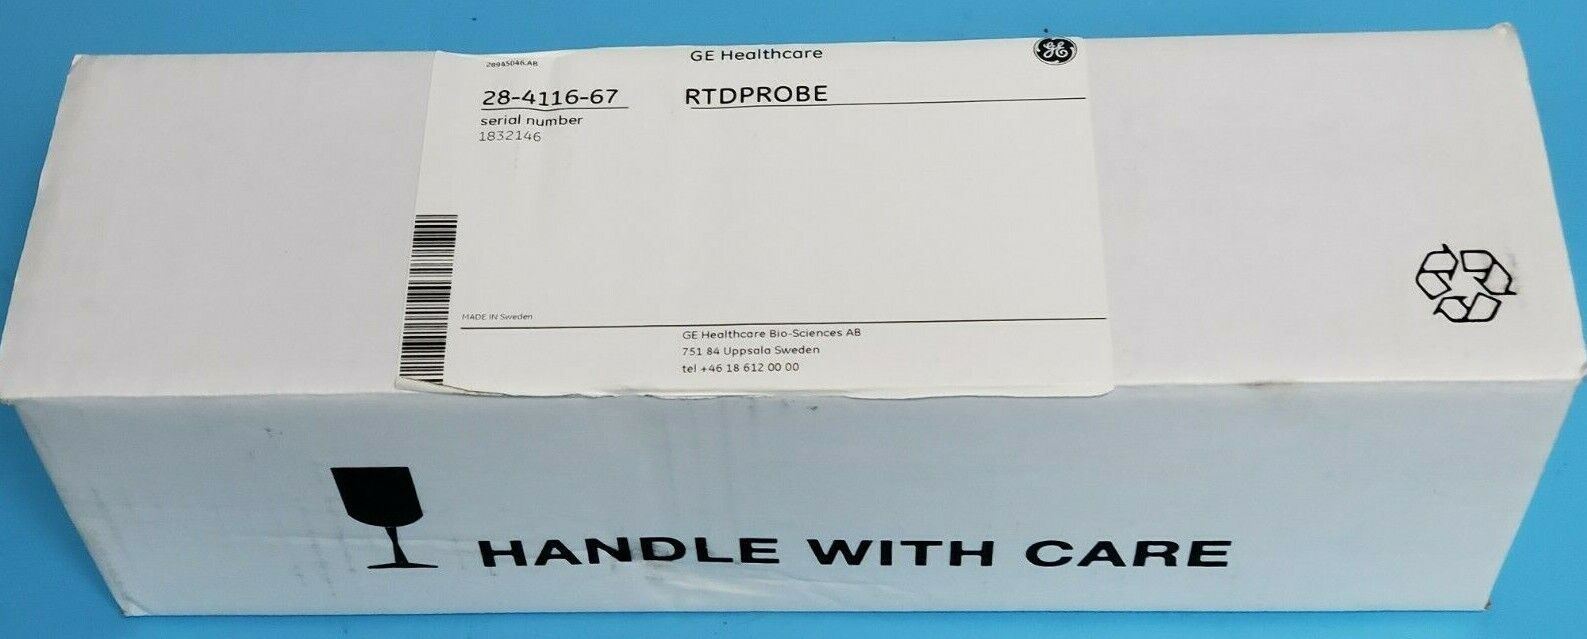 28945046.AB
GE Healthcare
GE
28-4116-67 RTDPROBE
serial number
1832146
MADE IN Sweden
GE Healthcare Bio-Sciences AB
751 84 Uppsala Sweden
tel +46 18 612 00 00
HANDLE WITH CARE